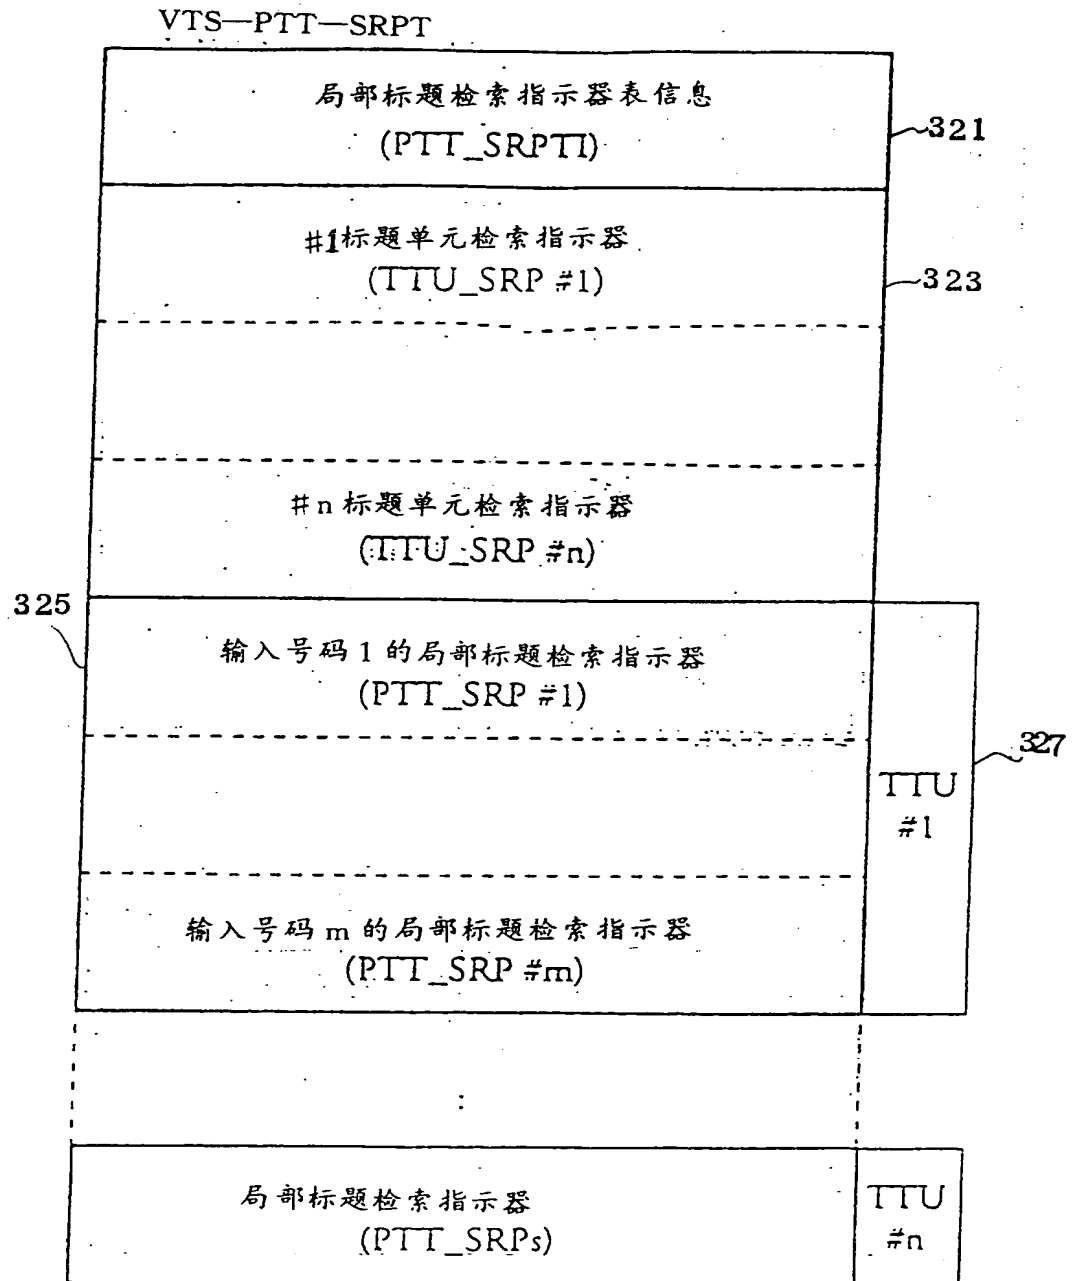 VTS—PTT—SRPT
局部标题检索指示器表信息
(PTT_SRPTI)
321
#1标题单元检索指示器
(TTU_SRP #1)
323
#n标题单元检索指示器
(TTU_SRP #n)
325
输入号码1的局部标题检索指示器
(PTT_SRP #1)
327
TTU
#1
输入号码m的局部标题检索指示器
(PTT_SRP #m)
局部标题检索指示器
(PTT_SRPs)
TTU
#n